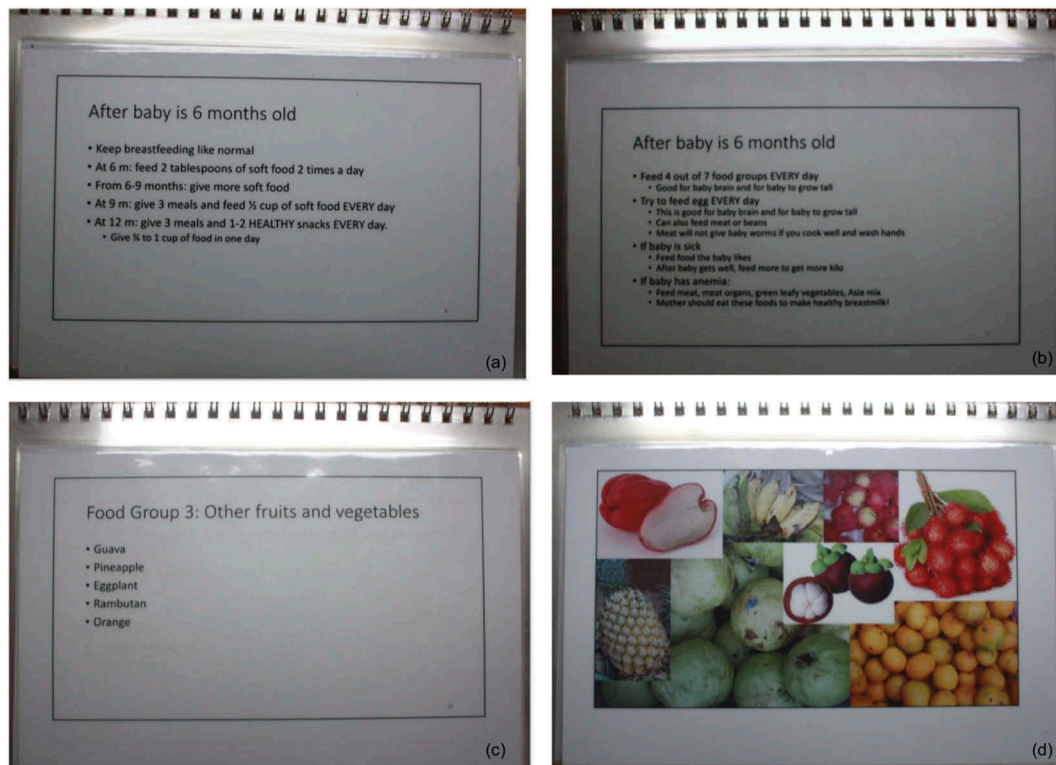 After baby is 6 months old
• Keep breastfeeding like normal
• At 6 m: feed 2 tablespoons of soft food 2 times a day
• From 6-9 months: give more soft food
• At 9 m: give 3 meals and feed ½ cup of soft food EVERY day
• At 12 m: give 3 meals and 1-2 HEALTHY snacks EVERY day.
• Give ¾ to 1 cup of food in one day
(a)
After baby is 6 months old
• Feed 4 out of 7 food groups EVERY day
• Good for baby brain and for baby to grow tall
• Try to feed egg EVERY day
• This is good for baby brain and for baby to grow tall
• Can also feed meat or beans
• Meat will not give baby worms if you cook well and wash hands
• If baby is sick
• Feed food the baby likes
• After baby gets well, feed more to get more kilo
• If baby has anemia:
• Feed meat, meat organs, green leafy vegetables, Asia mix
• Mother should eat these foods to make healthy breastmilk!
(b)
Food Group 3: Other fruits and vegetables
• Guava
• Pineapple
• Eggplant
• Rambutan
• Orange
(c)
(d)